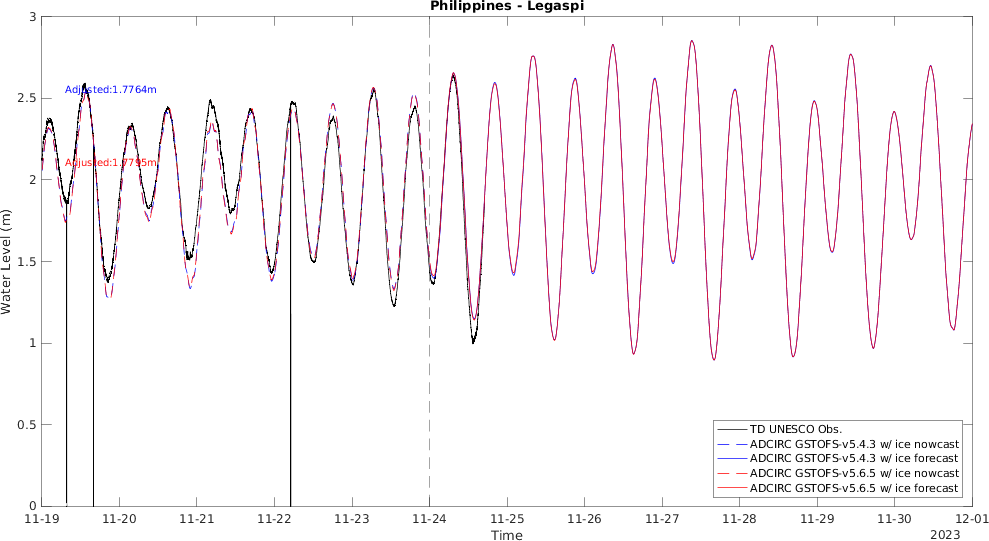 Philippines - Legaspi
Water Level (m)
3
2.5
2
1.5
1
0.5
0
Adjusted:1.7764m
Adjusted:1.7795m
TD UNESCO Obs.
ADCIRC GSTOFS-v5.4.3 w/ ice nowcast
ADCIRC GSTOFS-v5.4.3 w/ ice forecast
ADCIRC GSTOFS-v5.6.5 w/ ice nowcast
ADCIRC GSTOFS-v5.6.5 w/ ice forecast
11-19 11-20 11-21 11-22 11-23 11-24 11-25 11-26 11-27 11-28 11-29 11-30 12-01
Time
2023